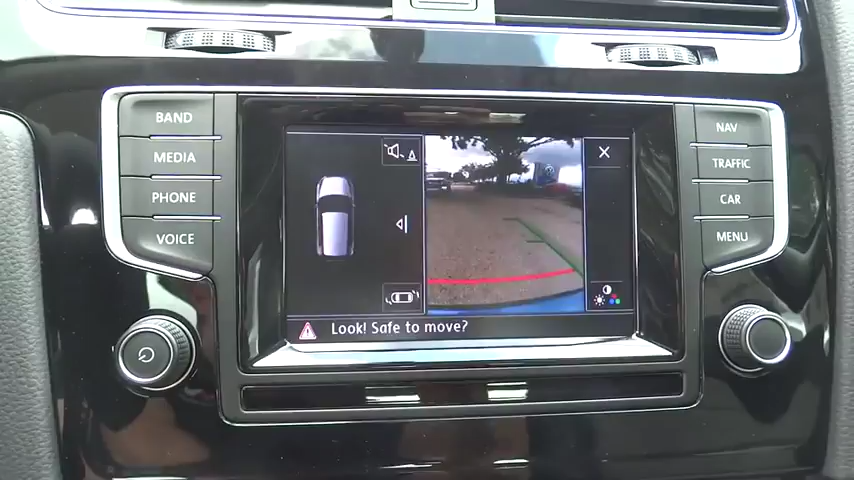 BAND
MEDIA
PHONE
VOICE
NAV
TRAFFIC
CAR
MENU
Look! Safe to move?